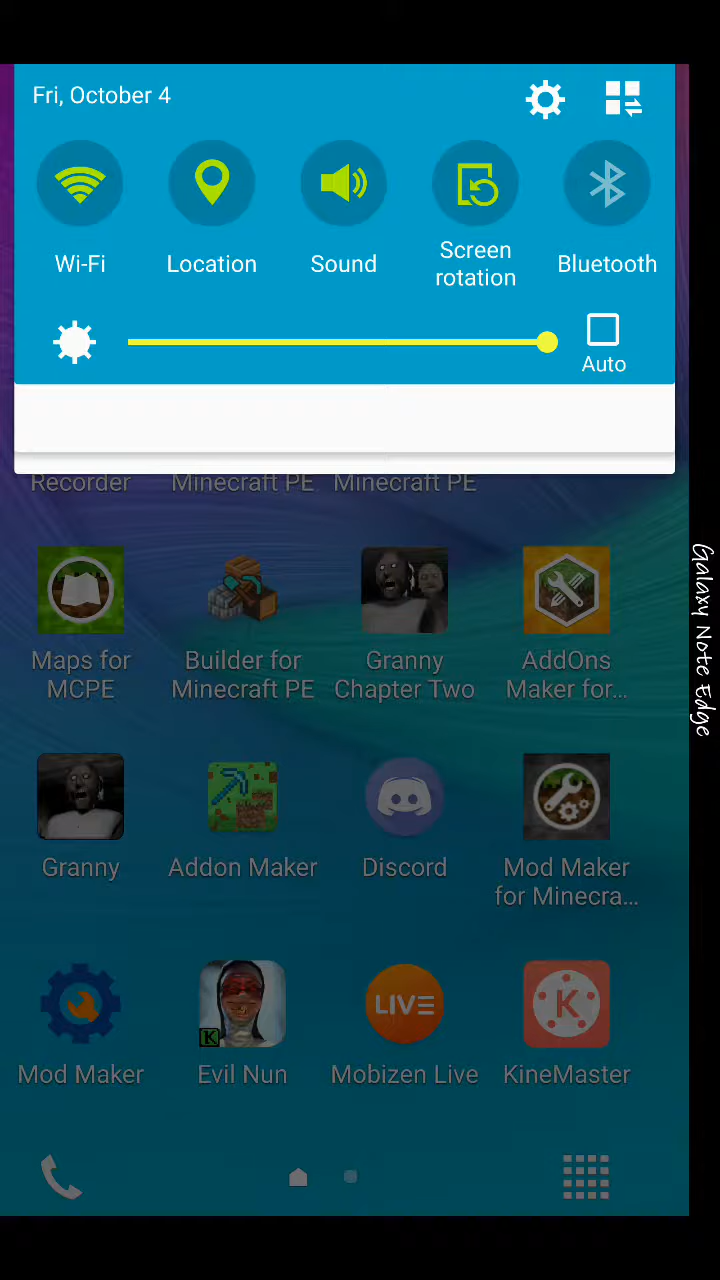 Fri, October 4
Wi-Fi
Location
Sound
Screen
rotation
Bluetooth
Auto
Recorder
Minecraft PE
Minecraft PE
Maps for
MCPE
Builder for
Minecraft PE
Granny
Chapter Two
AddOns
Maker for...
Granny
Addon Maker
Discord
Mod Maker
for Minecra...
K
LIVE
K
Mod Maker
Evil Nun
Mobizen Live
KineMaster
Galaxy Note Edge